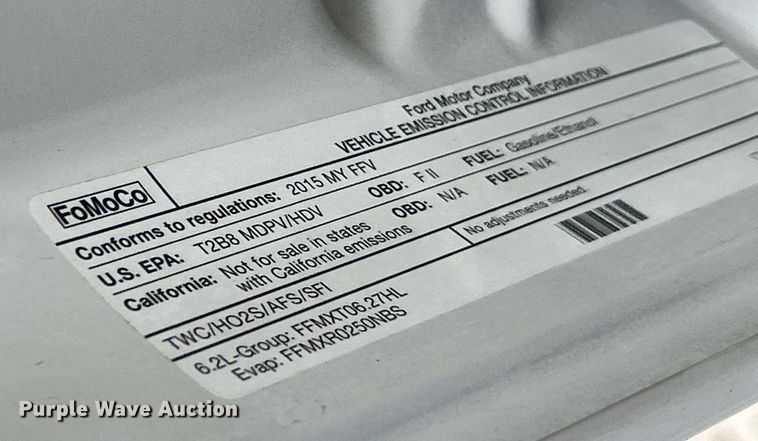 Ford Motor Company
VEHICLE EMISSION CONTROL INFORMATION
FoMoCo
Conforms to regulations: 2015 MY FFV
U.S. EPA: T2B8 MDPV/HDV OBD: F II FUEL: Gasoline/Ethanol
California: Not for sale in states with California emissions OBD: N/A FUEL: N/A
TWC/HO2S/AFS/SFI No adjustments needed
6.2L-Group: FFMXT06.27HL
Evap: FFMXR0250NBS
Purple Wave Auction